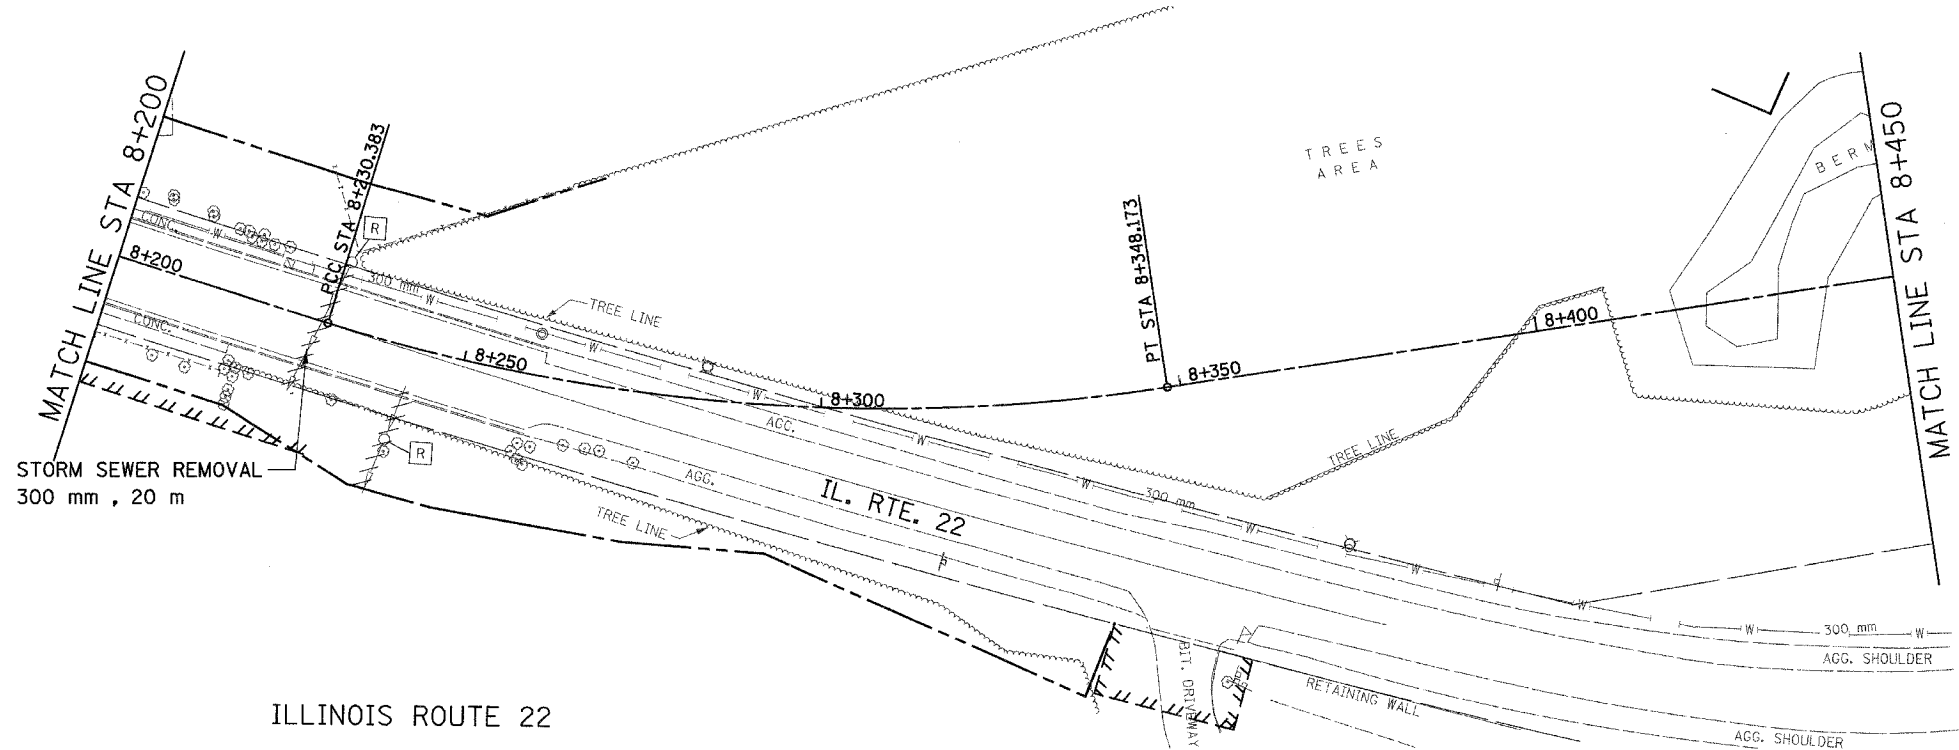 MATCH LINE STA 8+200
PCC STA 8+230.383
R
TREES
AREA
BERM
MATCH LINE STA 8+450
PT STA 8+348.173
CONC.
W
8+200
300 mm
W
TREE LINE
CONC.
8+250
W
W
8+300
8+350
8+400
AGG.
W
TREE LINE
STORM SEWER REMOVAL
300 mm , 20 m
R
AGG.
IL. RTE. 22
W
300 mm
W
TREE LINE
W
W
W
300 mm
W
AGG. SHOULDER
BIT. DRIVEWAY
RETAINING WALL
AGG. SHOULDER
ILLINOIS ROUTE 22